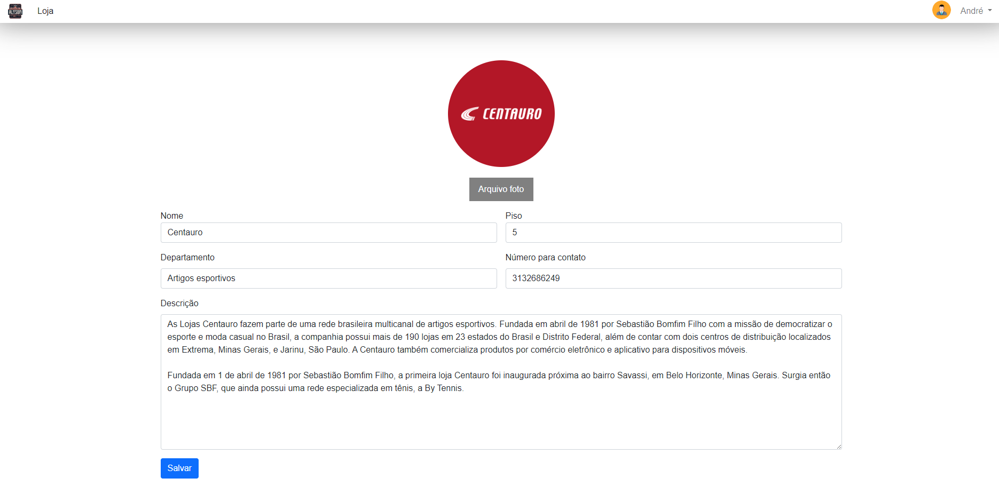 ALYSON
Loja
André
CENTAURO
Arquivo foto
Nome
Piso
Centauro
5
Departamento
Número para contato
Artigos esportivos
3132686249
Descrição
As Lojas Centauro fazem parte de uma rede brasileira multicanal de artigos esportivos. Fundada em abril de 1981 por Sebastião Bomfim Filho com a missão de democratizar o
esporte e moda casual no Brasil, a companhia possui mais de 190 lojas em 23 estados do Brasil e Distrito Federal, além de contar com dois centros de distribuição localizados
em Extrema, Minas Gerais, e Jarinu, São Paulo. A Centauro também comercializa produtos por comércio eletrônico e aplicativo para dispositivos móveis.
Fundada em 1 de abril de 1981 por Sebastião Bomfim Filho, a primeira loja Centauro foi inaugurada próxima ao bairro Savassi, em Belo Horizonte, Minas Gerais. Surgia então
o Grupo SBF, que ainda possui uma rede especializada em tênis, a By Tennis.
Salvar